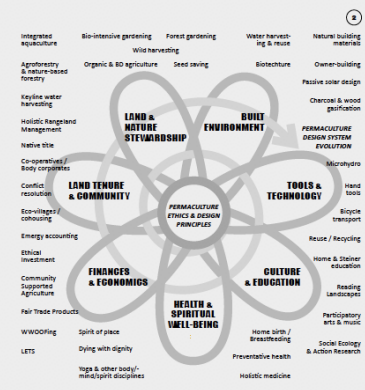 2
Integrated
aquaculture
Bio-intensive gardening
Forest gardening
Water harvest-
ing & reuse
Natural building
materials
Wild harvesting
Agroforestry
& nature-based
forestry
Organic & BD agriculture
Seed saving
Biotechture
Owner-building
Passive solar design
Keyline water
harvesting
Charcoal & wood
gasification
Holistic Rangeland
Management
LAND &
NATURE
STEWARDSHIP
BUILT
ENVIRONMENT
PERMACULTURE
DESIGN SYSTEM
EVOLUTION
Native title
Co-operatives /
Body corporates
Microhydro
Conflict
resolution
LAND TENURE
& COMMUNITY
TOOLS &
TECHNOLOGY
Hand
tools
PERMACULTURE
ETHICS & DESIGN
PRINCIPLES
Eco-villages /
cohousing
Bicycle
transport
Emergy accounting
Reuse / Recycling
Ethical
Investment
Home & Steiner
education
Community
Supported
Agriculture
FINANCES
& ECONOMICS
CULTURE
& EDUCATION
Reading
Landscapes
Fair Trade Products
HEALTH &
SPIRITUAL
WELL-BEING
Participatory
arts & music
WWOOFing
Spirit of place
Home birth /
Breastfeeding
LETS
Dying with dignity
Social Ecology
& Action Research
Preventative health
Yoga & other body/-
mind/spirit disciplines
Holistic medicine